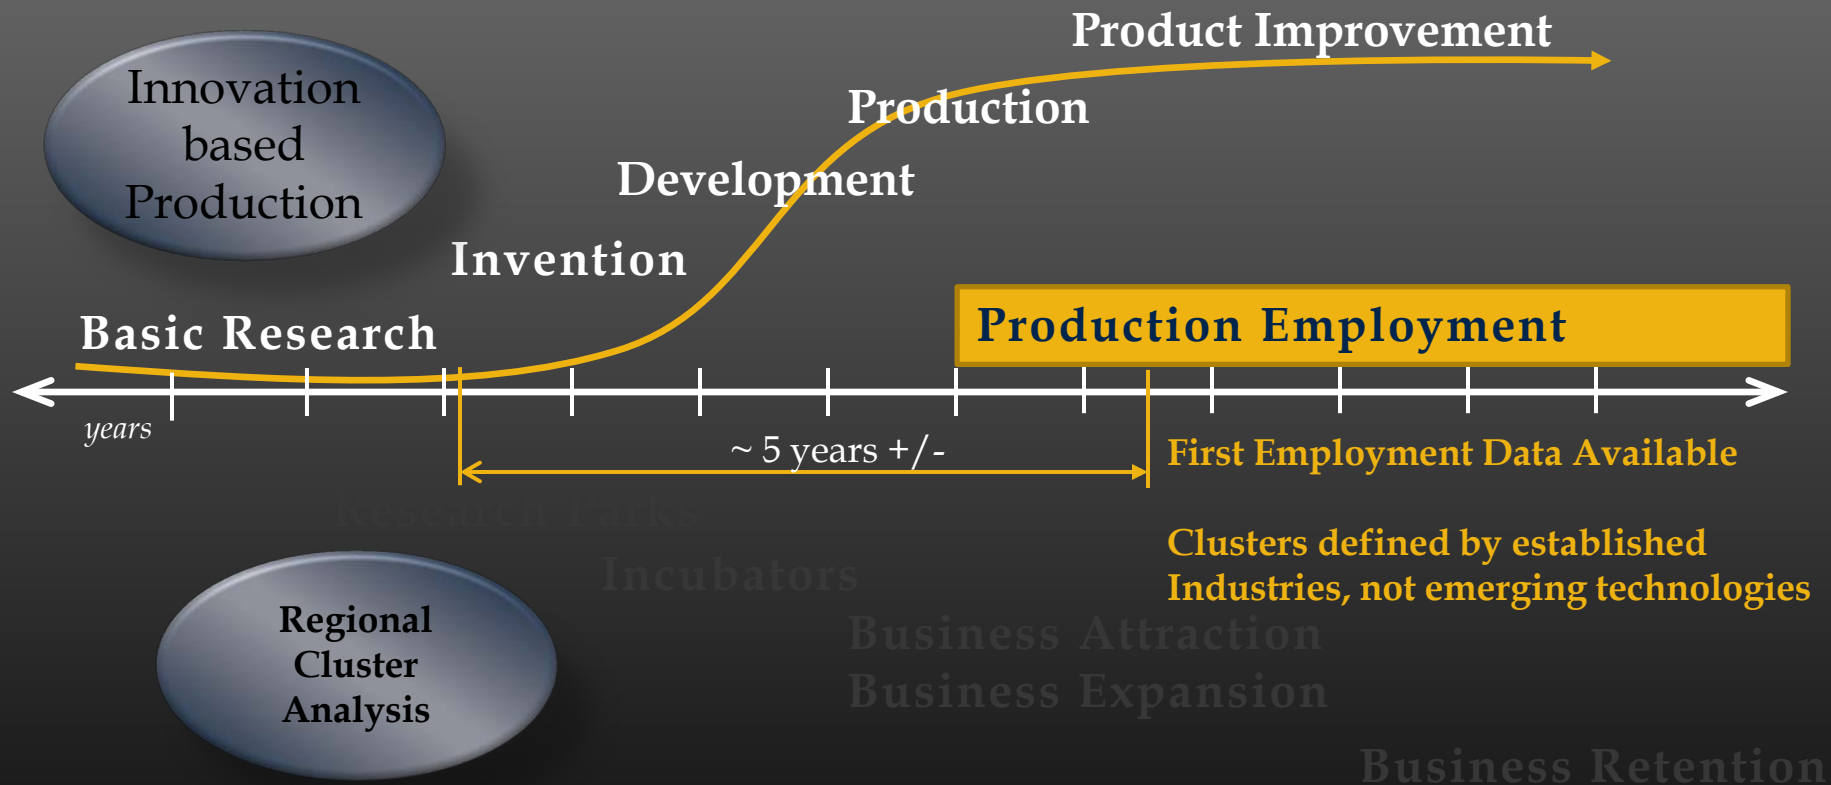 Product Improvement
Innovation
based
Production
Production
Development
Invention
Basic Research
Production Employment
years
~ 5 years +/-
First Employment Data Available
Research Parks
Clusters defined by established
Industries, not emerging technologies
Incubators
Regional
Cluster
Analysis
Business Attraction
Business Expansion
Business Retention